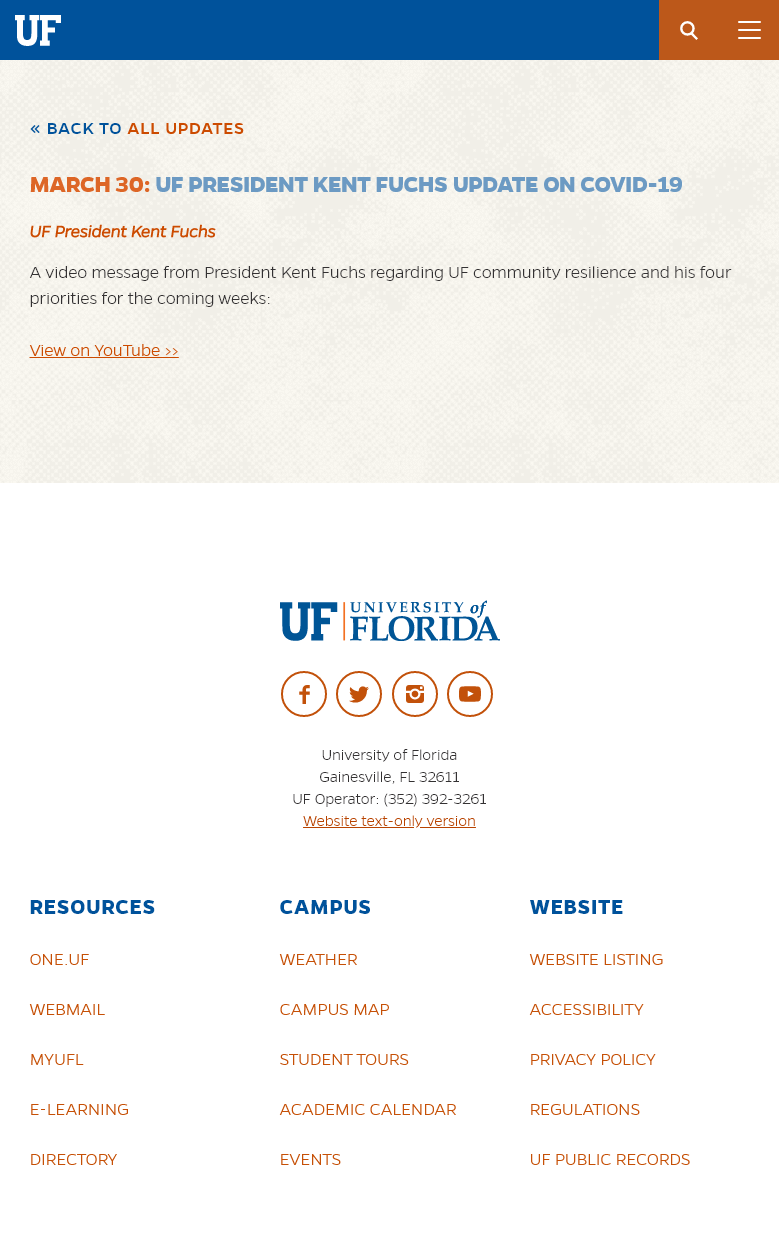 UF
« BACK TO ALL UPDATES
MARCH 30: UF PRESIDENT KENT FUCHS UPDATE ON COVID-19
UF President Kent Fuchs
A video message from President Kent Fuchs regarding UF community resilience and his four
priorities for the coming weeks:
View on YouTube >>
UF UNIVERSITY of
FLORIDA
University of Florida
Gainesville, FL 32611
UF Operator: (352) 392-3261
Website text-only version
RESOURCES CAMPUS WEBSITE
ONE.UF WEATHER WEBSITE LISTING
WEBMAIL CAMPUS MAP ACCESSIBILITY
MYUFL STUDENT TOURS PRIVACY POLICY
E-LEARNING ACADEMIC CALENDAR REGULATIONS
DIRECTORY EVENTS UF PUBLIC RECORDS